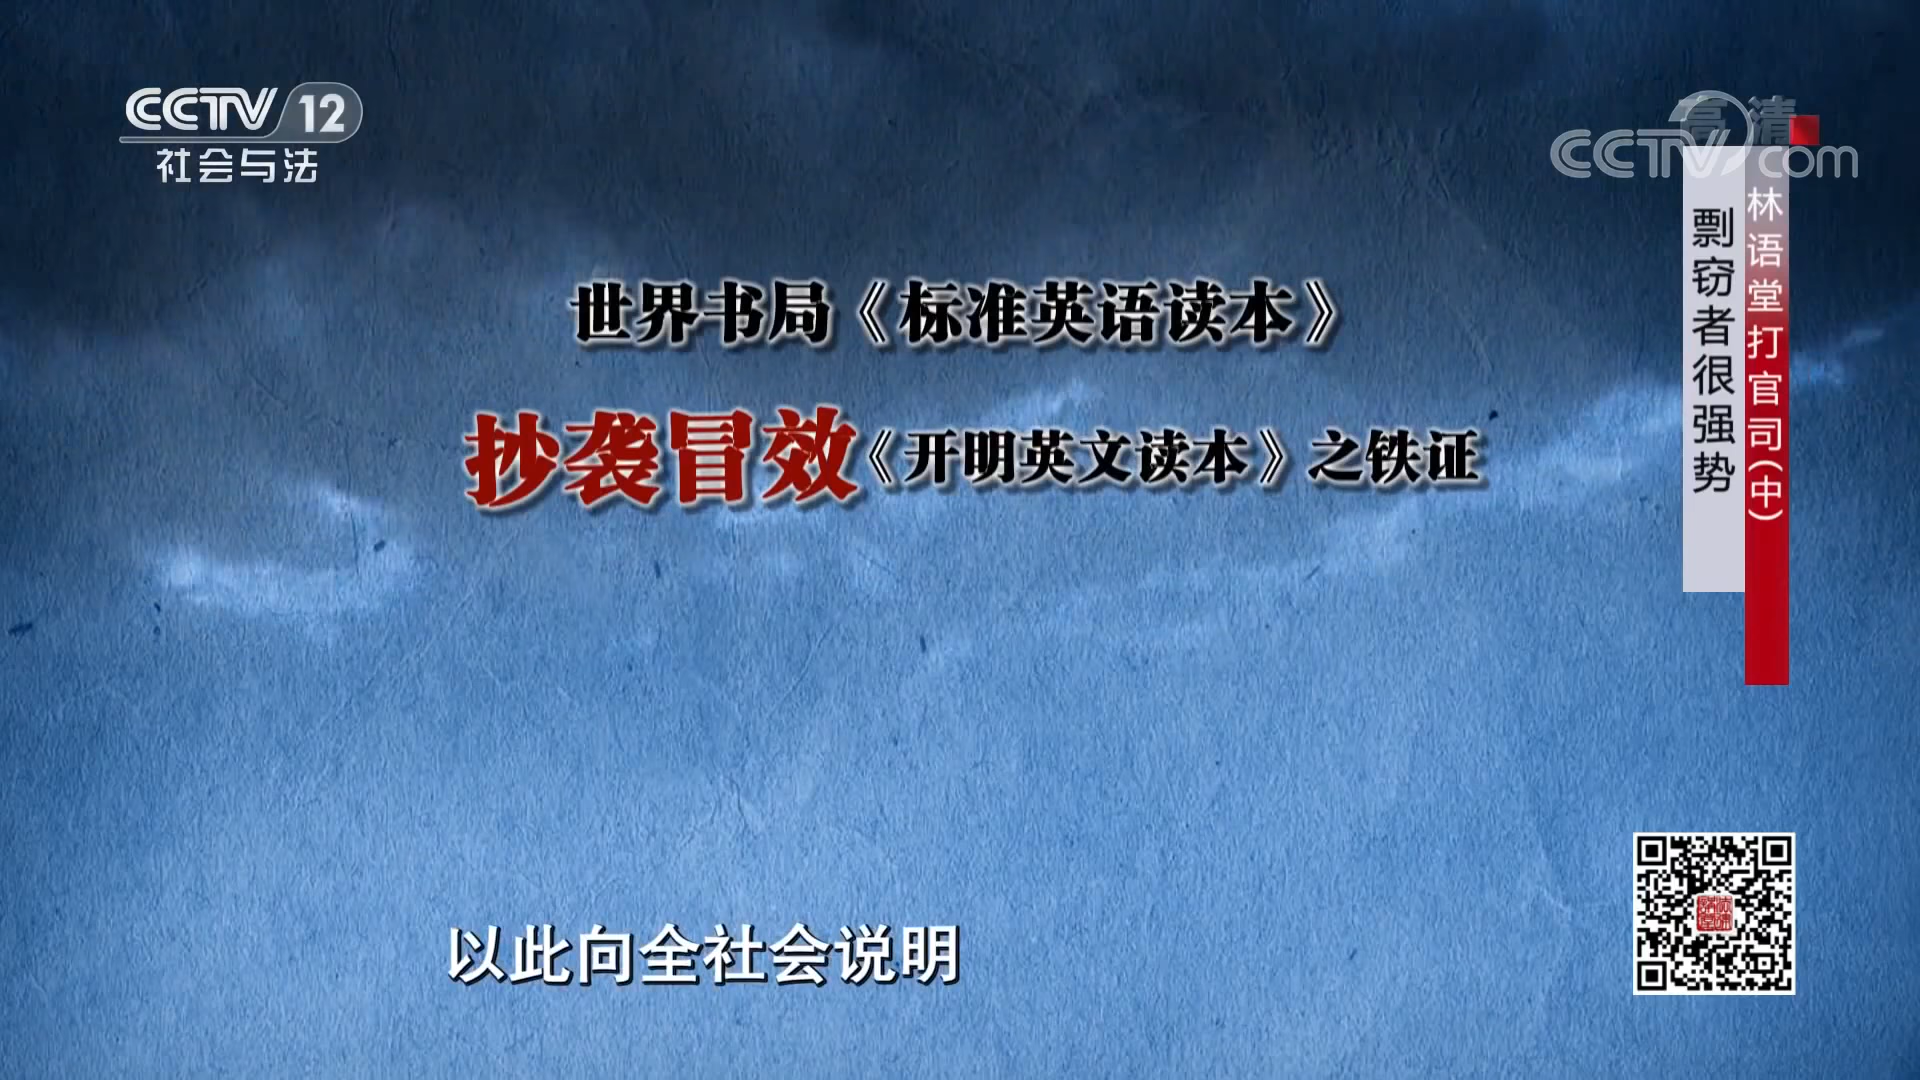 CCTV 12
社会与法
高清
CCTV.com
林语堂打官司(中)
剽窃者很强势
世界书局《标准英语读本》
抄袭冒效《开明英文读本》之铁证
以此向全社会说明